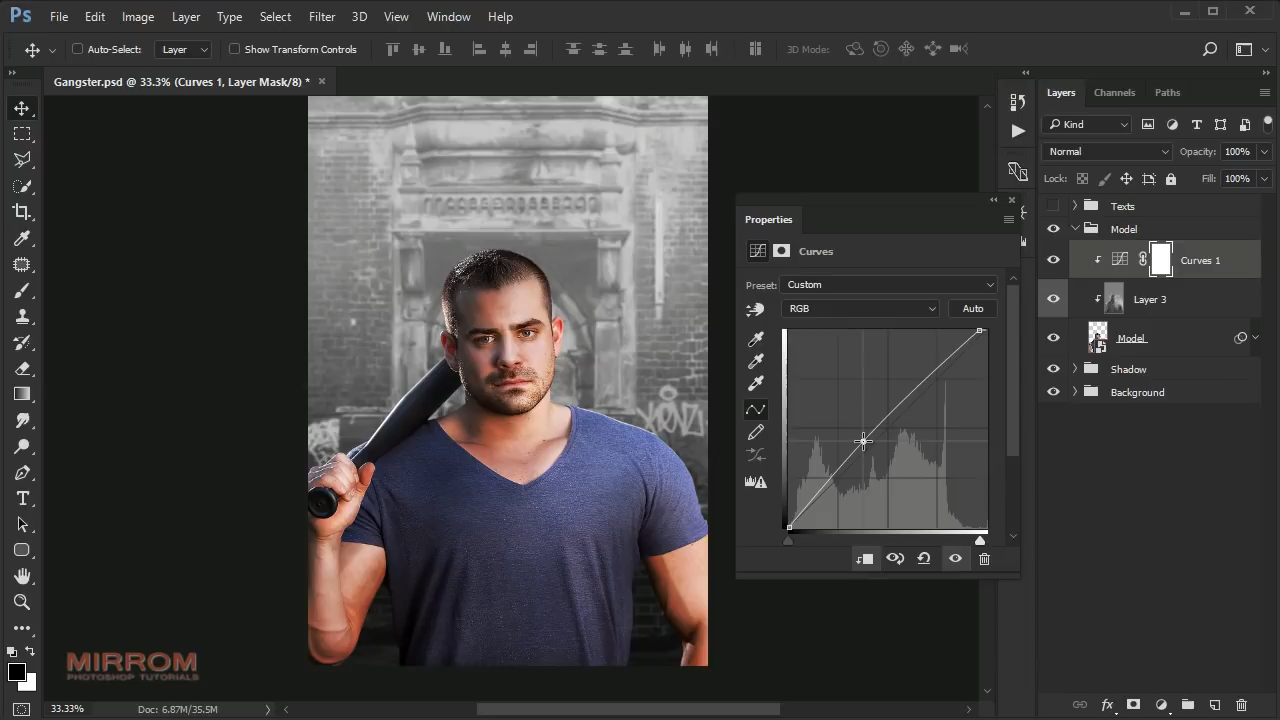 Ps File Edit Image Layer Type Select Filter 3D View Window Help
Auto-Select: Layer Show Transform Controls 3D Mode:
Gangster.psd @ 33.3% (Curves 1, Layer Mask/8) * ×
Layers Channels Paths
Kind
Normal Opacity: 100%
Lock: Fill: 100%
Texts
Model
Curves 1
Layer 3
Model
Shadow
Background
Properties
Curves
Preset: Custom
RGB Auto
MIRROM
PHOTOSHOP TUTORIALS
33.33% Doc: 6.87M/35.5M
fx